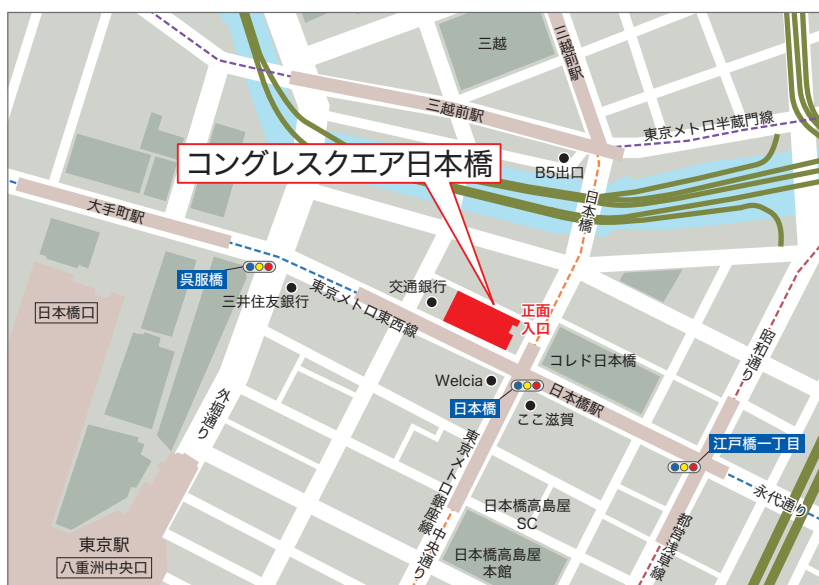 三越
三越前駅
三越前駅
東京メトロ半蔵門線
B5出口
コングレスクエア日本橋
日本橋
大手町駅
呉服橋
三井住友銀行
交通銀行
正面
入口
東京メトロ東西線
日本橋口
昭和通り
コレド日本橋
Welcia
日本橋
日本橋駅
ここ滋賀
外堀通り
江戸橋一丁目
東京メトロ銀座線
中央通り
永代通り
日本橋高島屋
SC
都営浅草線
東京駅
八重洲中央口
日本橋高島屋
本館